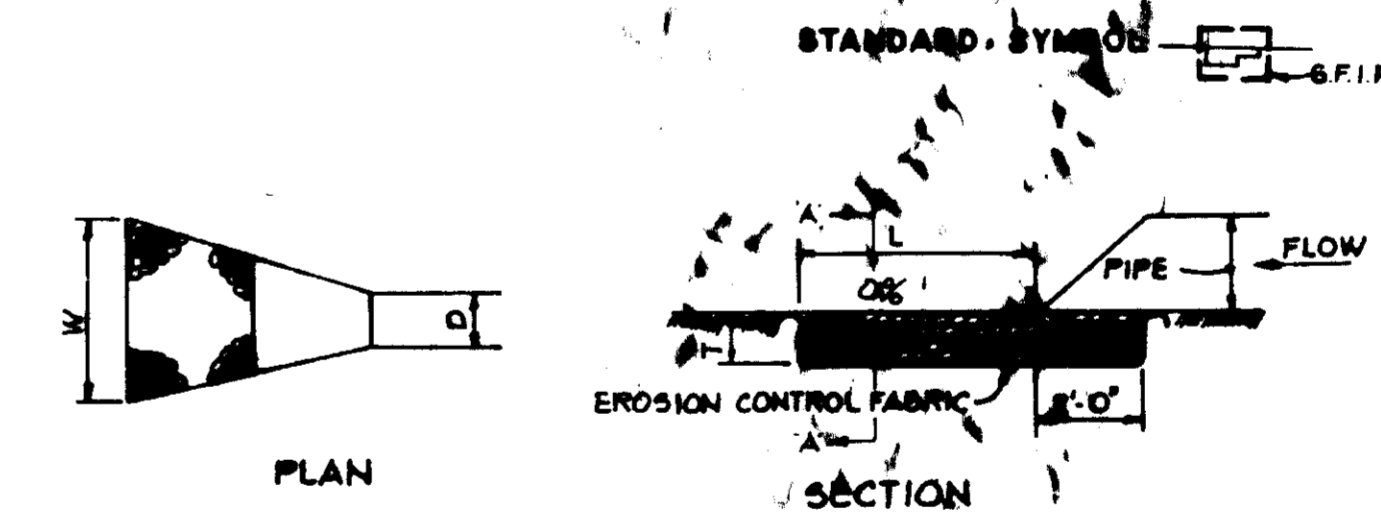 STANDARD SYMBOL
S.F.I.P
W
D
PLAN
A
L
0%
PIPE
FLOW
T
EROSION CONTROL FABRIC
A
SECTION